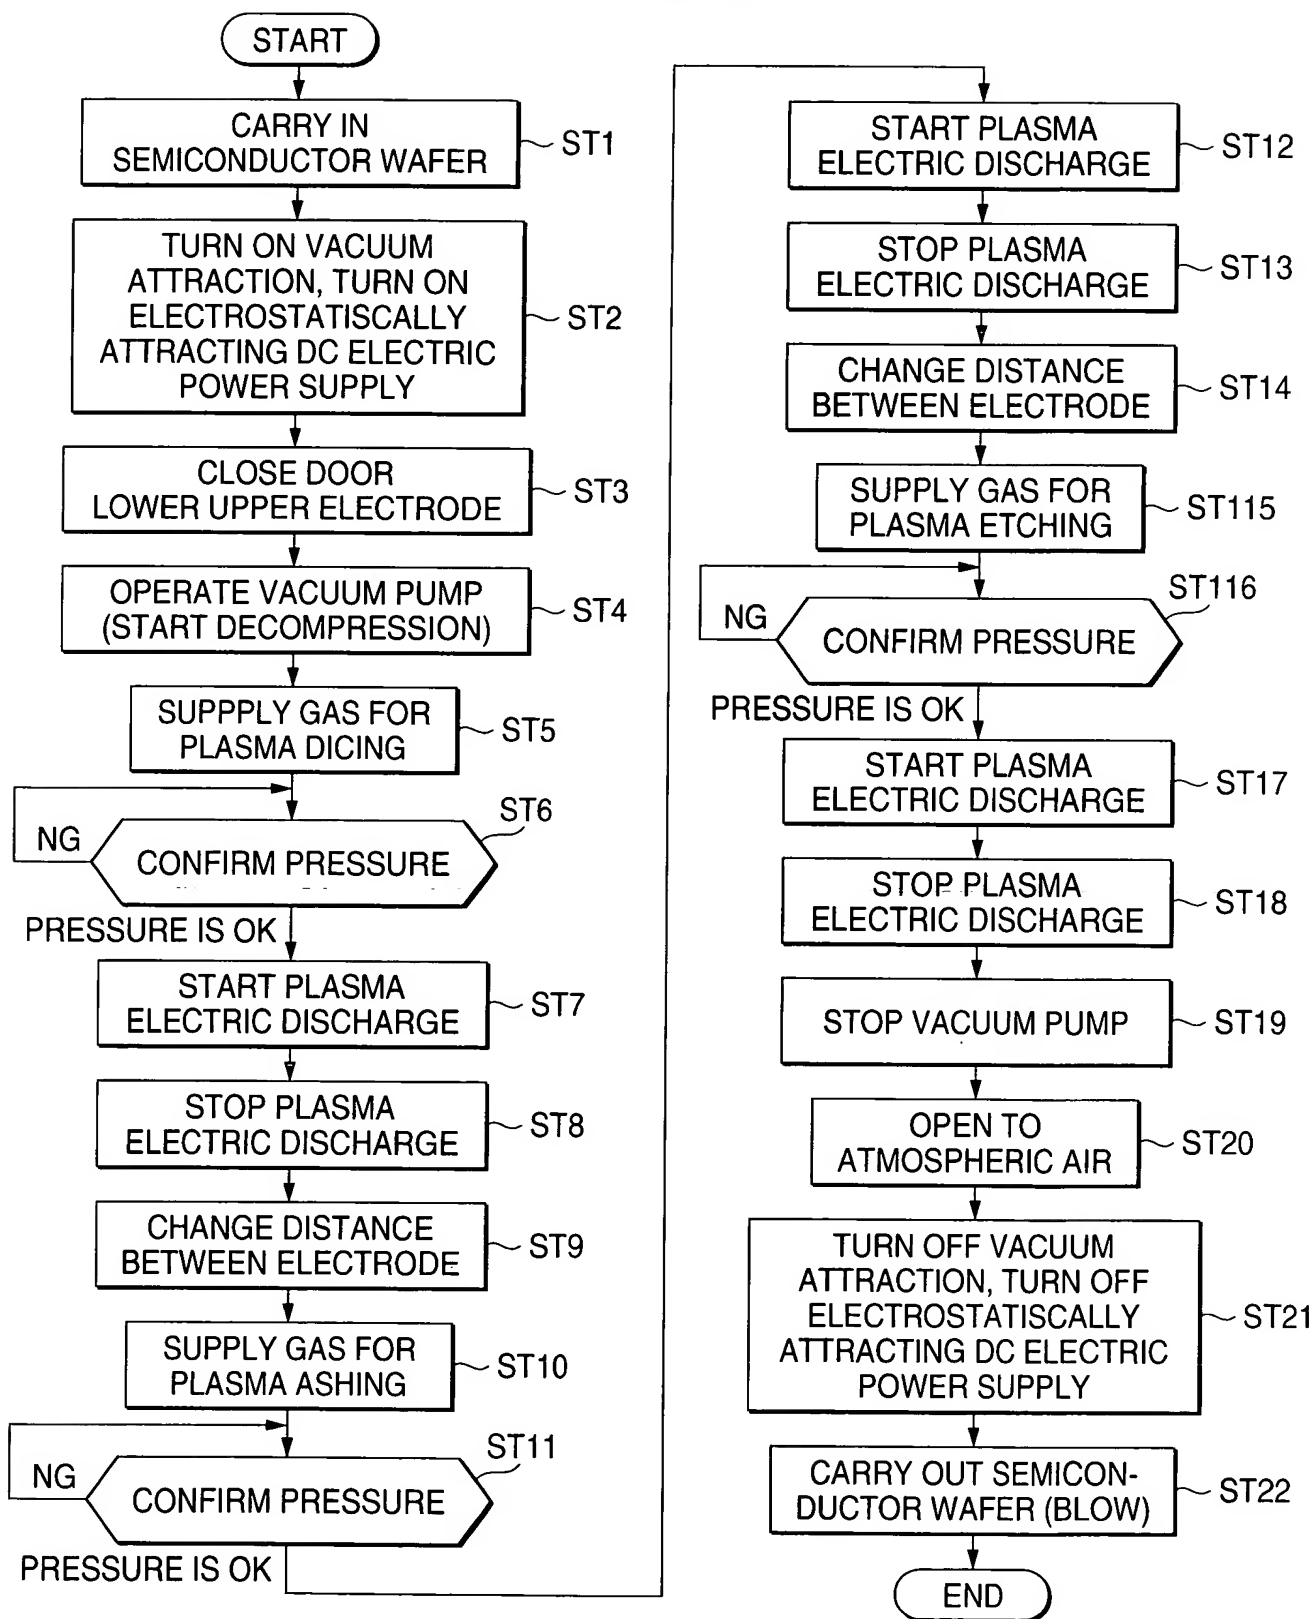 START
CARRY IN
SEMICONDUCTOR WAFER
ST1
TURN ON VACUUM
ATTRACTION, TURN ON
ELECTROSTATISCALLY
ATTRACTING DC ELECTRIC
POWER SUPPLY
ST2
CLOSE DOOR
LOWER UPPER ELECTRODE
ST3
OPERATE VACUUM PUMP
(START DECOMPRESSION)
ST4
SUPPPLY GAS FOR
PLASMA DICING
ST5
NG
CONFIRM PRESSURE
ST6
PRESSURE IS OK
START PLASMA
ELECTRIC DISCHARGE
ST7
STOP PLASMA
ELECTRIC DISCHARGE
ST8
CHANGE DISTANCE
BETWEEN ELECTRODE
ST9
SUPPLY GAS FOR
PLASMA ASHING
ST10
NG
CONFIRM PRESSURE
ST11
PRESSURE IS OK
START PLASMA
ELECTRIC DISCHARGE
ST12
STOP PLASMA
ELECTRIC DISCHARGE
ST13
CHANGE DISTANCE
BETWEEN ELECTRODE
ST14
SUPPLY GAS FOR
PLASMA ETCHING
ST115
NG
CONFIRM PRESSURE
ST116
PRESSURE IS OK
START PLASMA
ELECTRIC DISCHARGE
ST17
STOP PLASMA
ELECTRIC DISCHARGE
ST18
STOP VACUUM PUMP
ST19
OPEN TO
ATMOSPHERIC AIR
ST20
TURN OFF VACUUM
ATTRACTION, TURN OFF
ELECTROSTATISCALLY
ATTRACTING DC ELECTRIC
POWER SUPPLY
ST21
CARRY OUT SEMICON-
DUCTOR WAFER (BLOW)
ST22
END